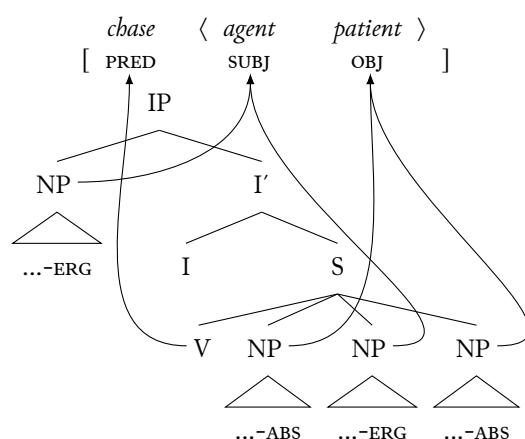 chase ⟨ agent patient ⟩
[ PRED SUBJ OBJ ]
IP
NP I′
...-ERG I S
V NP NP NP
...-ABS ...-ERG ...-ABS